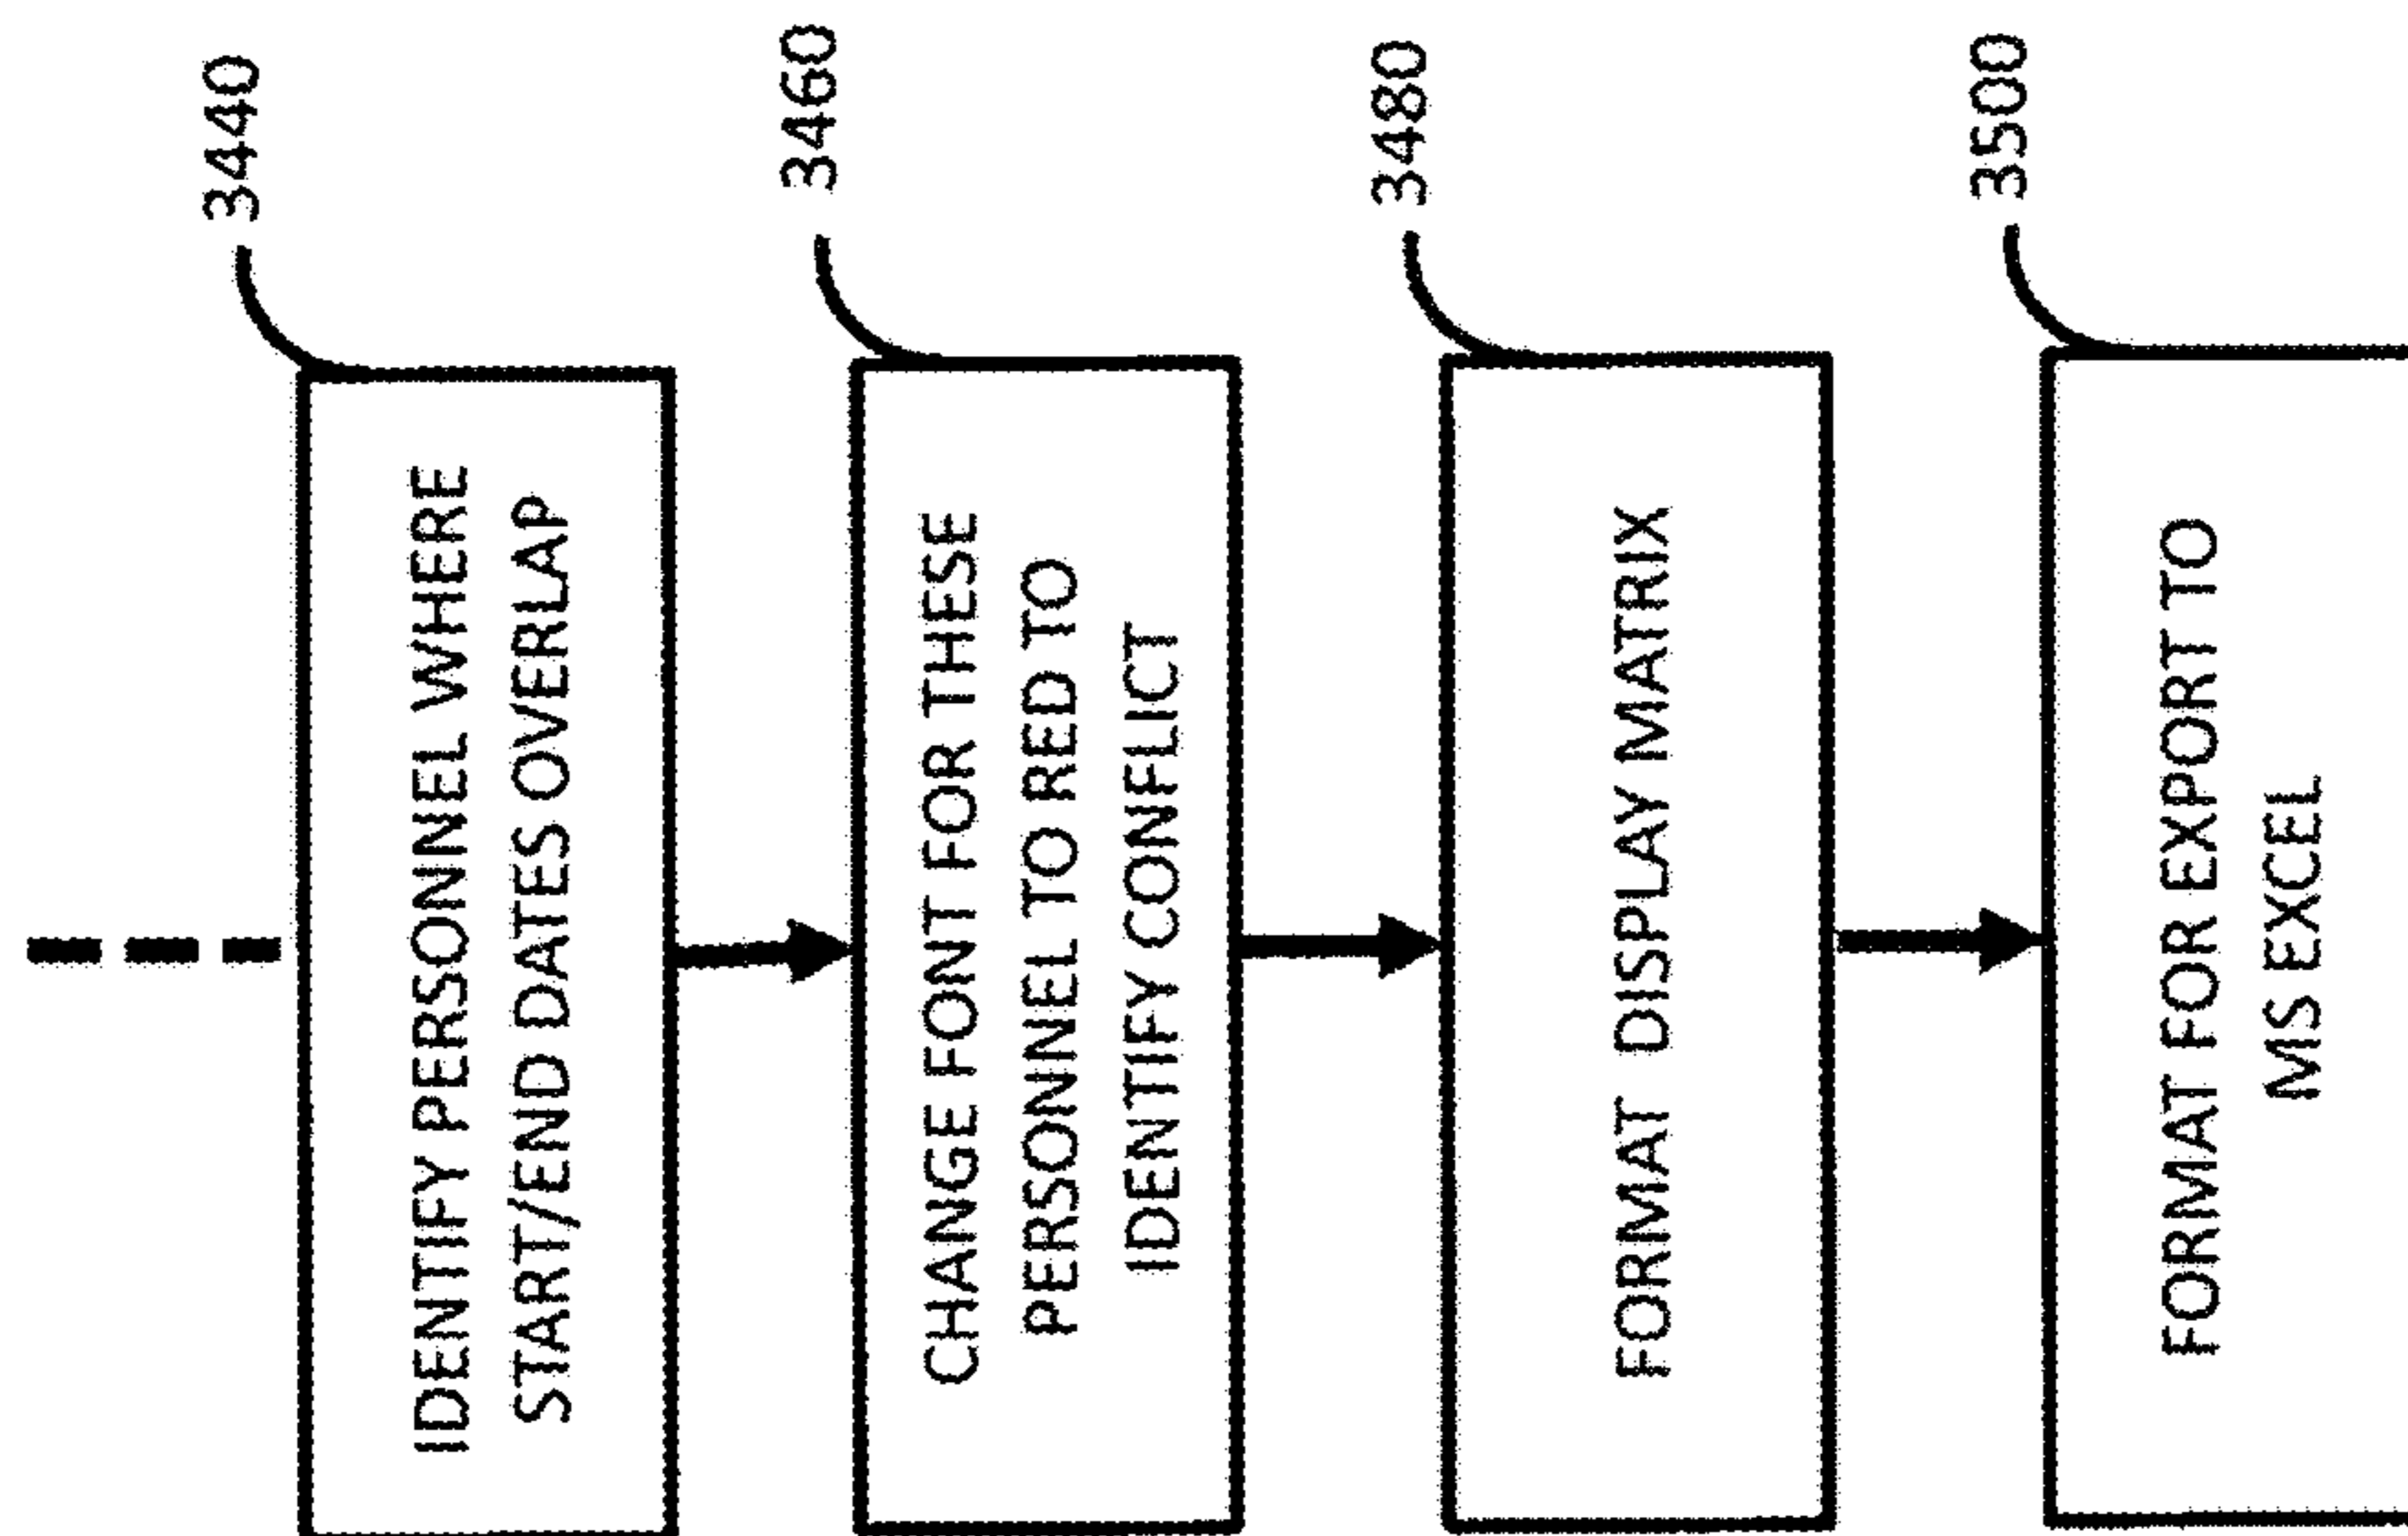 3440
IDENTIFY PERSONNEL WHERE
START/END DATES OVERLAP
3460
CHANGE FONT FOR THESE
PERSONNEL TO RED TO
IDENTIFY CONFLICT
3480
FORMAT DISPLAY MATRIX
3500
FORMAT FOR EXPORT TO
MS EXCEL